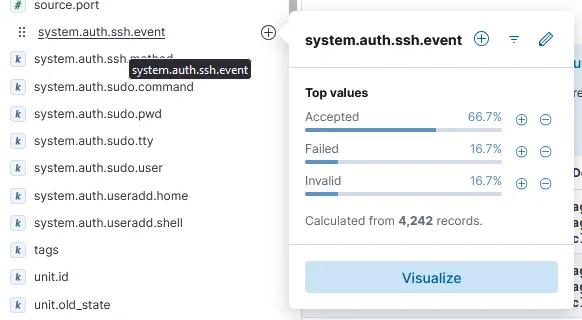 # source.port
system.auth.ssh.event
k system.auth.ssh.method
system.auth.ssh.event
k system.auth.sudo.command
k system.auth.sudo.pwd
k system.auth.sudo.tty
k system.auth.sudo.user
k system.auth.useradd.home
k system.auth.useradd.shell
k tags
k unit.id
k unit.old_state
system.auth.ssh.event
Top values
Accepted 66.7%
Failed 16.7%
Invalid 16.7%
Calculated from 4,242 records.
Visualize